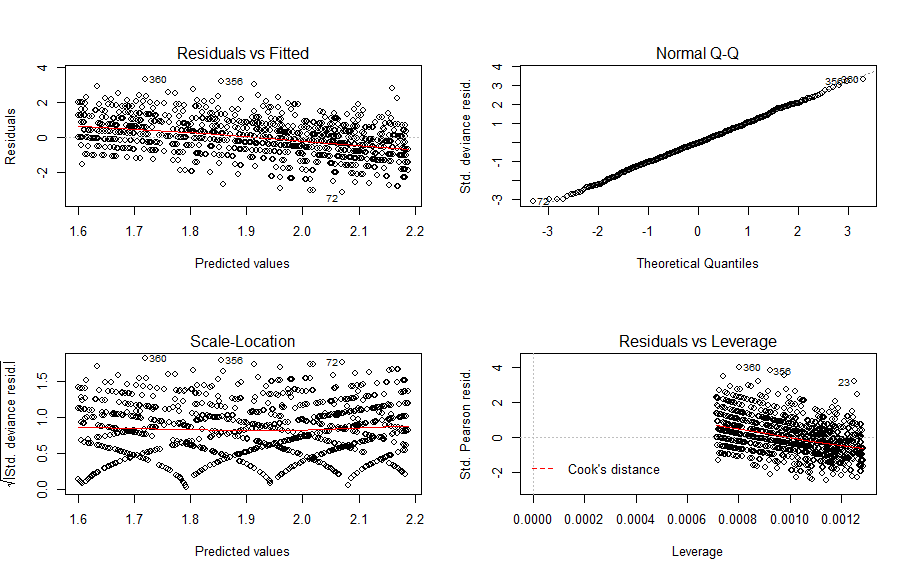 Residuals vs Fitted
Residuals
4
2
0
-2
360
356
72
1.6 1.7 1.8 1.9 2.0 2.1 2.2
Predicted values
Normal Q-Q
Std. deviance resid.
4
3
1
-1
-3
72
356
360
-3 -2 -1 0 1 2 3
Theoretical Quantiles
Scale-Location
√|Std. deviance resid.|
1.5
1.0
0.5
0.0
360
356
72
1.6 1.7 1.8 1.9 2.0 2.1 2.2
Predicted values
Residuals vs Leverage
Std. Pearson resid.
4
2
0
-2
360
356
23
Cook's distance
0.0000 0.0002 0.0004 0.0006 0.0008 0.0010 0.0012
Leverage